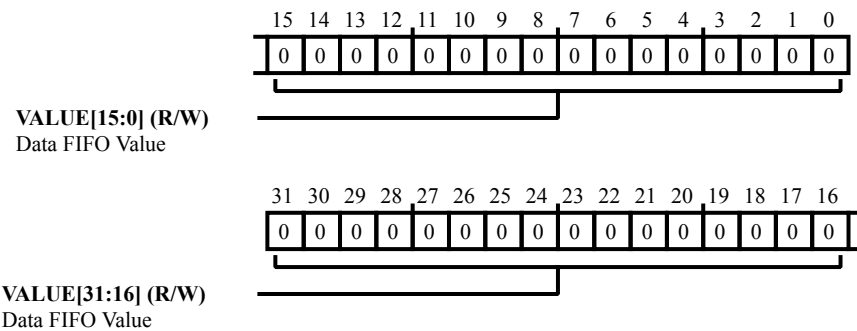 15 14 13 12 11 10 9 8 7 6 5 4 3 2 1 0
0 0 0 0 0 0 0 0 0 0 0 0 0 0 0 0
VALUE[15:0] (R/W)
Data FIFO Value
31 30 29 28 27 26 25 24 23 22 21 20 19 18 17 16
0 0 0 0 0 0 0 0 0 0 0 0 0 0 0 0
VALUE[31:16] (R/W)
Data FIFO Value